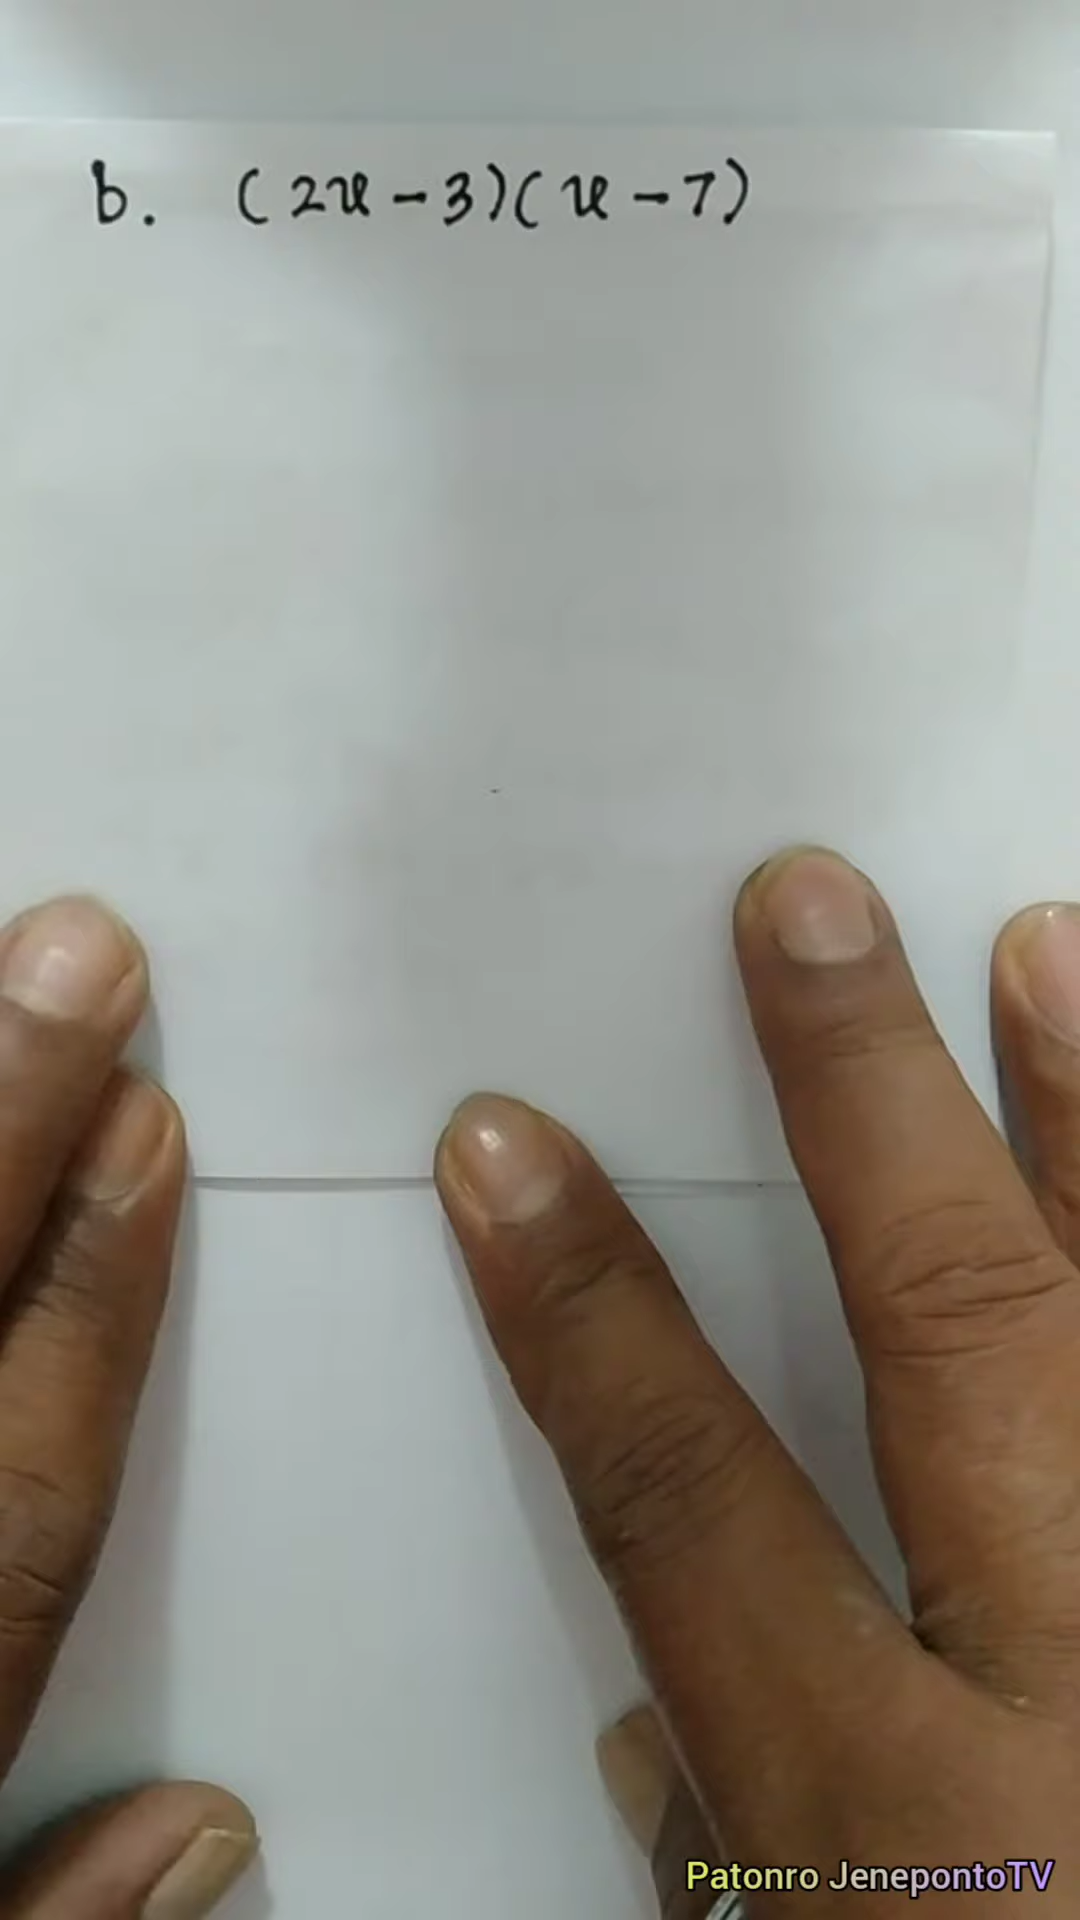 b. (2x - 3)(x - 7)
Patonro JenepontoTV